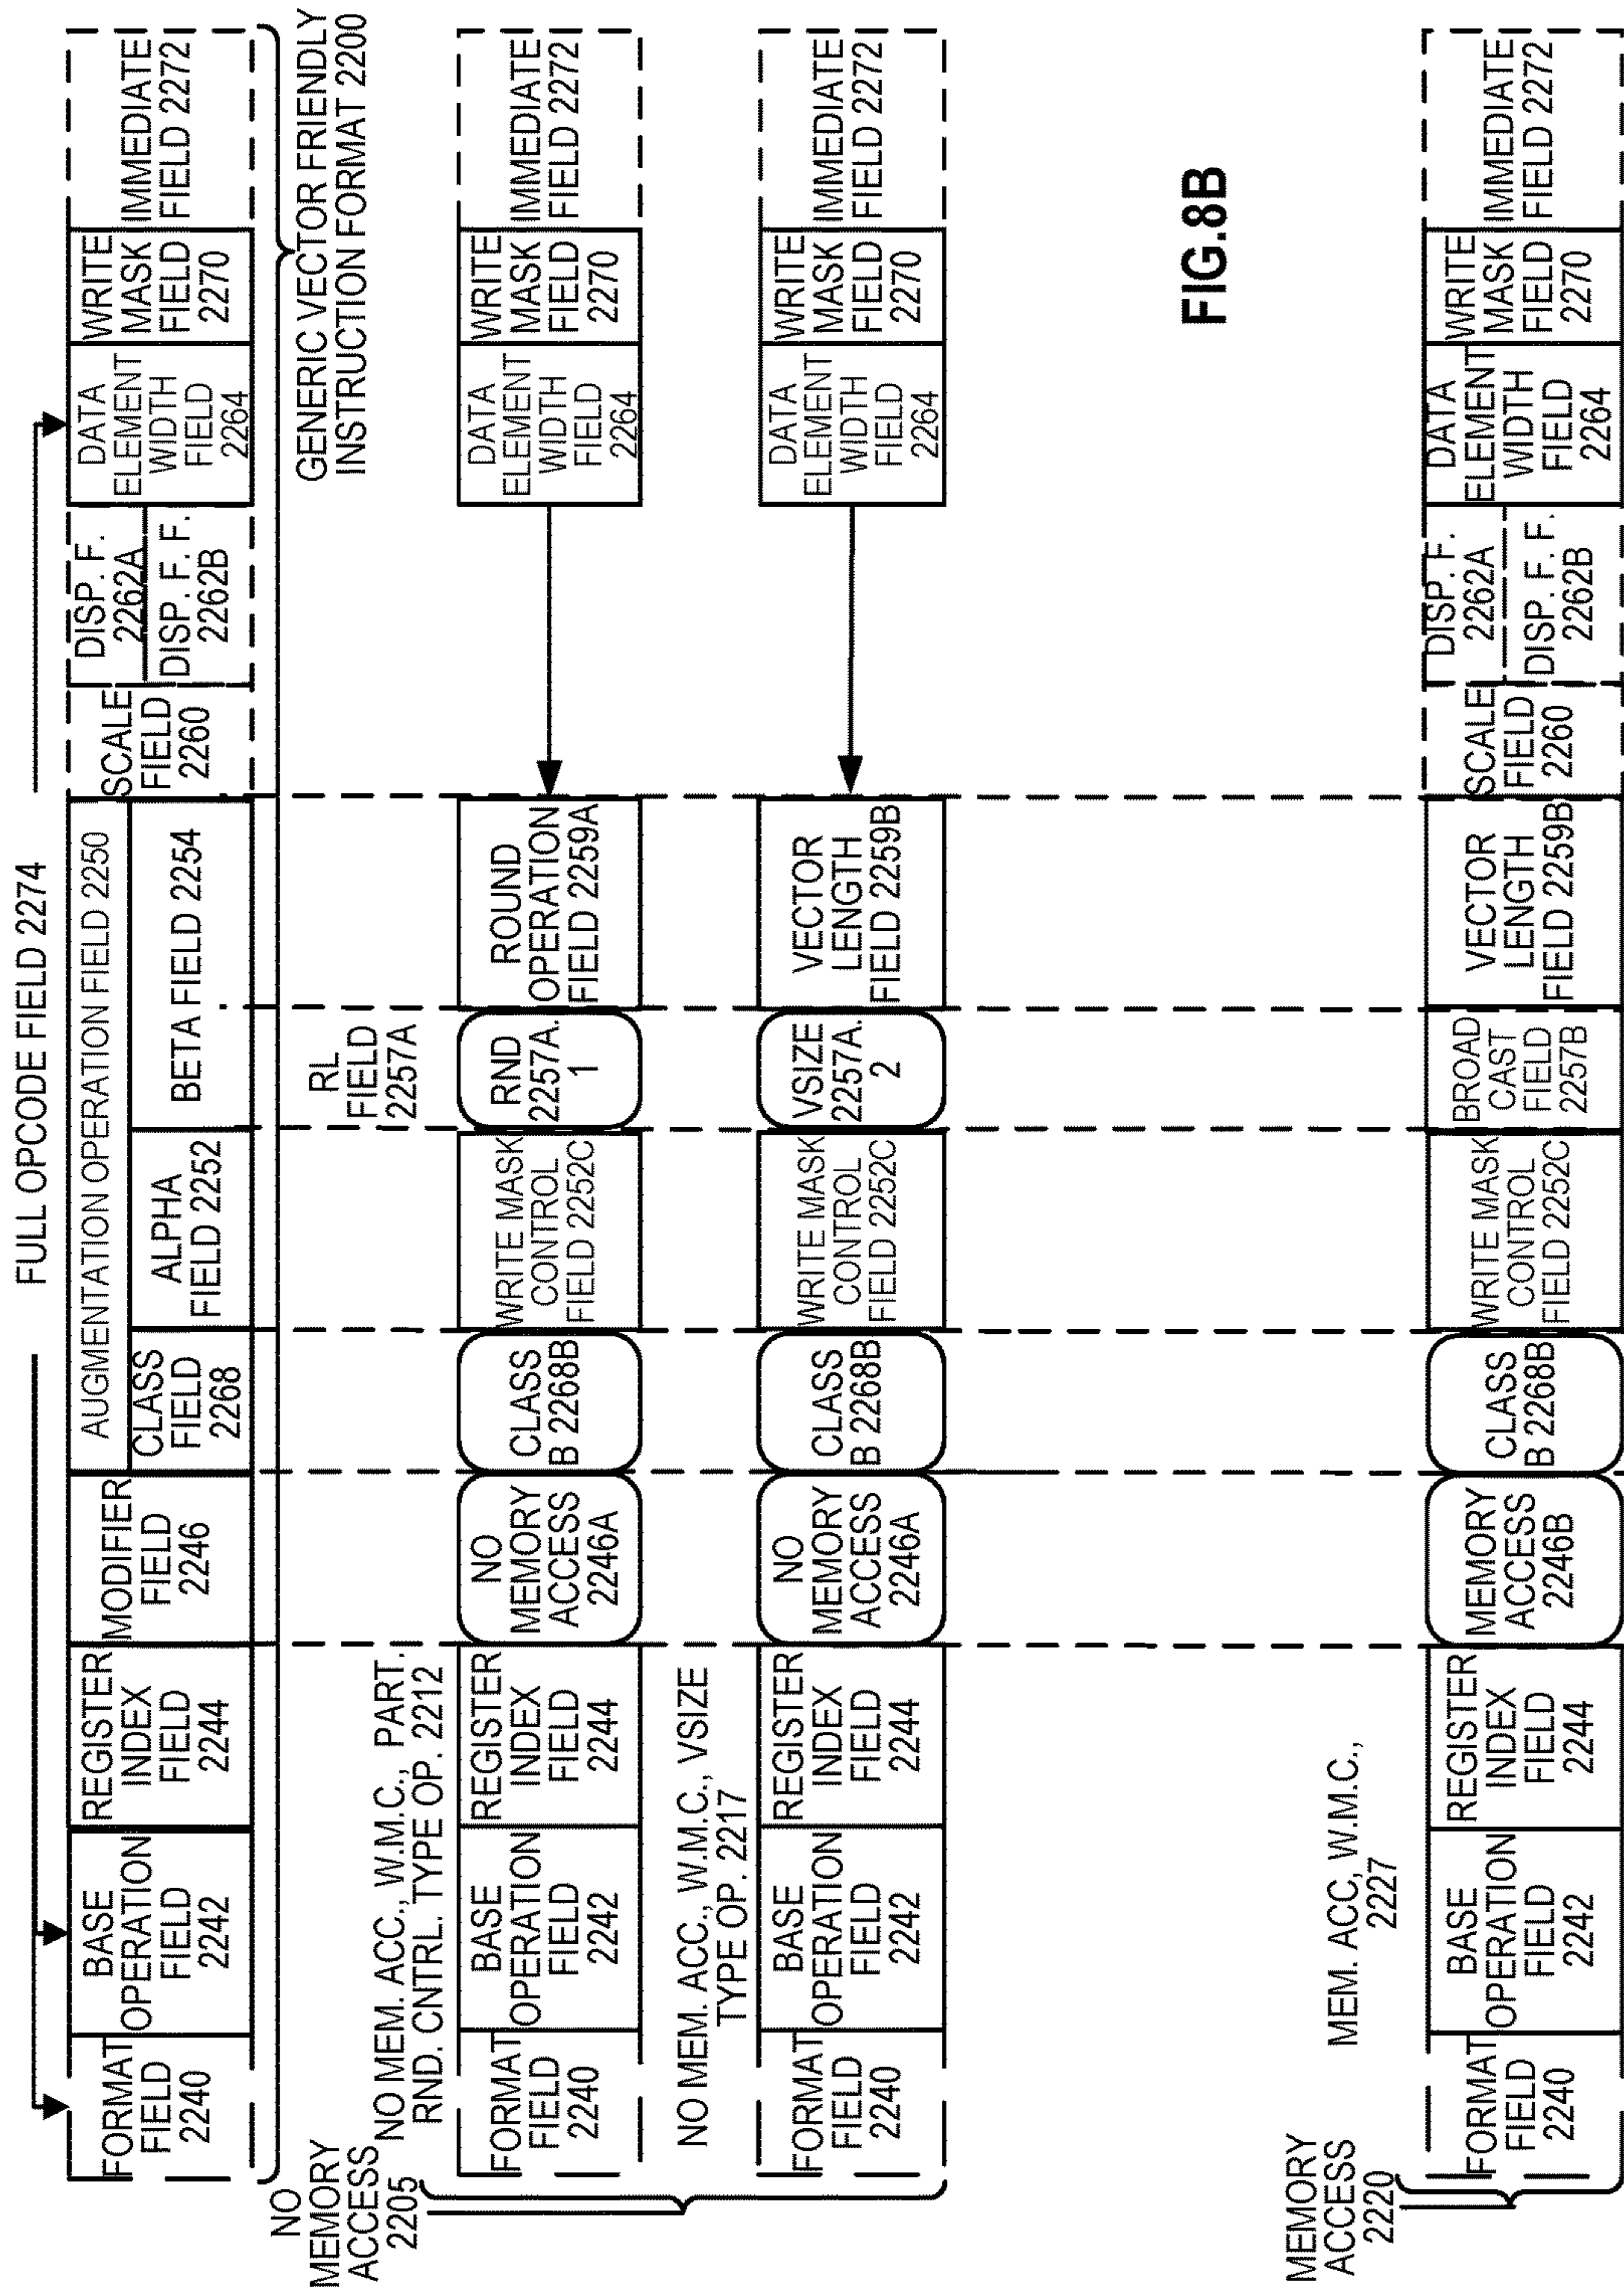 FULL OPCODE FIELD 2274
FORMAT
FIELD
2240
BASE
OPERATION
FIELD
2242
REGISTER
INDEX
FIELD
2244
MODIFIER
FIELD
2246
AUGMENTATION OPERATION FIELD 2250
CLASS
FIELD
2268
ALPHA
FIELD 2252
BETA FIELD 2254
SCALE
FIELD
2260
DISP. F.
2262A
DISP. F. F.
2262B
DATA
ELEMENT
WIDTH
FIELD
2264
WRITE
MASK
FIELD
2270
IMMEDIATE
FIELD 2272
GENERIC VECTOR FRIENDLY
INSTRUCTION FORMAT 2200
NO
MEMORY
ACCESS
2205
NO MEM. ACC., W.M.C., PART.
RND. CNTRL. TYPE OP. 2212
RL
FIELD
2257A
FORMAT
FIELD
2240
BASE
OPERATION
FIELD
2242
REGISTER
INDEX
FIELD
2244
NO
MEMORY
ACCESS
2246A
CLASS
B 2268B
WRITE MASK
CONTROL
FIELD 2252C
RND
2257A.
1
ROUND
OPERATION
FIELD 2259A
DATA
ELEMENT
WIDTH
FIELD
2264
WRITE
MASK
FIELD
2270
IMMEDIATE
FIELD 2272
NO MEM. ACC., W.M.C., VSIZE
TYPE OP. 2217
FORMAT
FIELD
2240
BASE
OPERATION
FIELD
2242
REGISTER
INDEX
FIELD
2244
NO
MEMORY
ACCESS
2246A
CLASS
B 2268B
WRITE MASK
CONTROL
FIELD 2252C
VSIZE
2257A.
2
VECTOR
LENGTH
FIELD 2259B
DATA
ELEMENT
WIDTH
FIELD
2264
WRITE
MASK
FIELD
2270
IMMEDIATE
FIELD 2272
FIG.8B
MEMORY
ACCESS
2220
MEM. ACC, W.M.C.,
2227
FORMAT
FIELD
2240
BASE
OPERATION
FIELD
2242
REGISTER
INDEX
FIELD
2244
MEMORY
ACCESS
2246B
CLASS
B 2268B
WRITE MASK
CONTROL
FIELD 2252C
BROAD
CAST
FIELD
2257B
VECTOR
LENGTH
FIELD 2259B
SCALE
FIELD
2260
DISP. F.
2262A
DISP. F. F.
2262B
DATA
ELEMENT
WIDTH
FIELD
2264
WRITE
MASK
FIELD
2270
IMMEDIATE
FIELD 2272